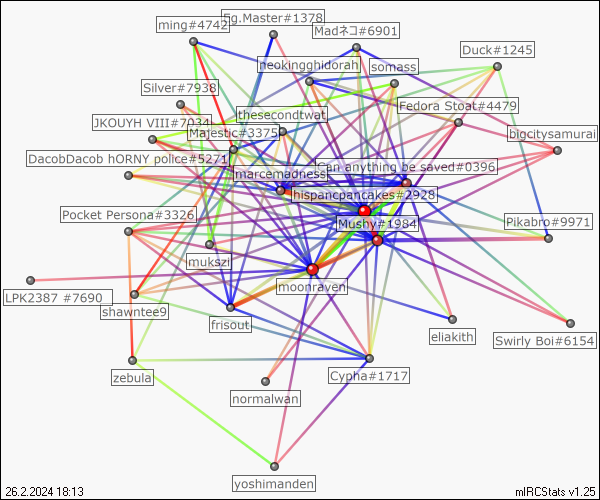 5g.Master#1378
ming#4742
Madネコ#6901
Duck#1245
neokingghidorah
somass
Silver#7938
Fedora Stoat#4479
thesecondtwat
JKOUYH VIII#7034
Majestic#3375
bigcitysamurai
DacobDacob hORNY police#5271
Can anything be saved#0396
marcemadness
hispancpancakes#2928
Pocket Persona#3326
Mushy#1984
Pikabro#9971
mukszi
moonraven
LPK2387 #7690
shawntee9
frisout
eliakith
Swirly Boi#6154
zebula
Cypha#1717
normalwan
yoshimanden
26.2.2024 18:13
mIRCStats v1.25